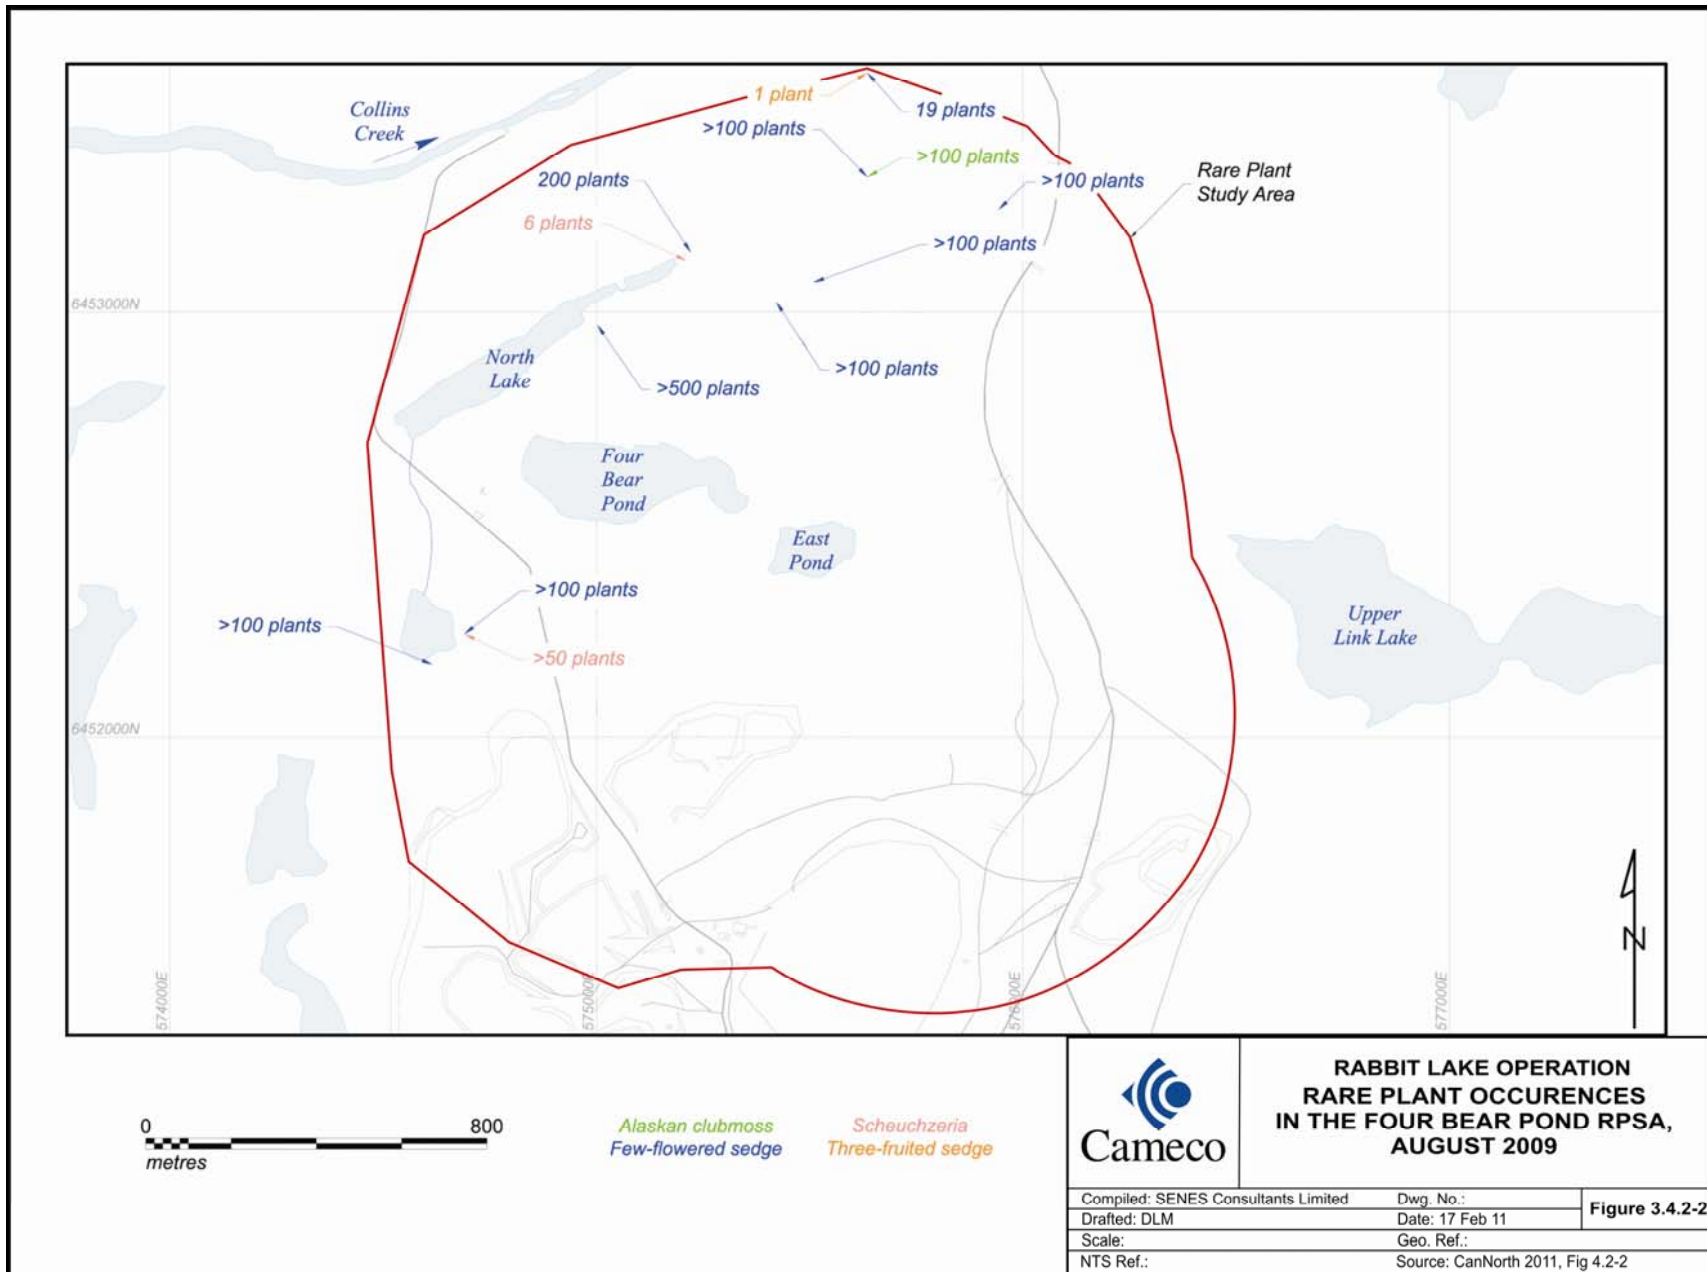 Collins
Creek
1 plant
19 plants
>100 plants
>100 plants
200 plants
>100 plants
Rare Plant
Study Area
6 plants
>100 plants
6453000N
North
Lake
>100 plants
>500 plants
Four
Bear
Pond
East
Pond
>100 plants
>100 plants
Upper
Link Lake
>50 plants
6452000N
574000E
575000E
576000E
577000E
N
0 800
metres
Alaskan clubmoss
Scheuchzeria
Few-flowered sedge
Three-fruited sedge
Cameco
RABBIT LAKE OPERATION
RARE PLANT OCCURENCES
IN THE FOUR BEAR POND RPSA,
AUGUST 2009
Compiled: SENES Consultants Limited
Dwg. No.:
Figure 3.4.2-2
Drafted: DLM
Date: 17 Feb 11
Scale:
Geo. Ref.:
NTS Ref.:
Source: CanNorth 2011, Fig 4.2-2